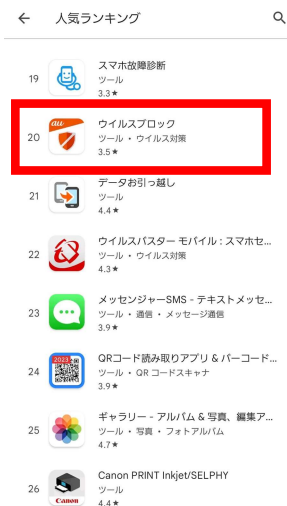 人気ランキング
19
スマホ故障診断
ツール
3.3★
20
au
ウイルスブロック
ツール・ウイルス対策
3.5★
21
データお引っ越し
ツール
4.4★
22
ウイルスバスター モバイル : スマホセ...
ツール・ウイルス対策
4.3★
23
メッセンジャーSMS - テキストメッセ...
ツール・通信・メッセージ通信
3.9★
24
2023
QRコード読み取りアプリ & バーコード...
ツール・QR コードスキャナ
3.9★
25
ギャラリー - アルバム & 写真、編集ア...
ツール・写真・フォトアルバム
4.7★
26
Canon
Canon PRINT Inkjet/SELPHY
ツール
4.4★